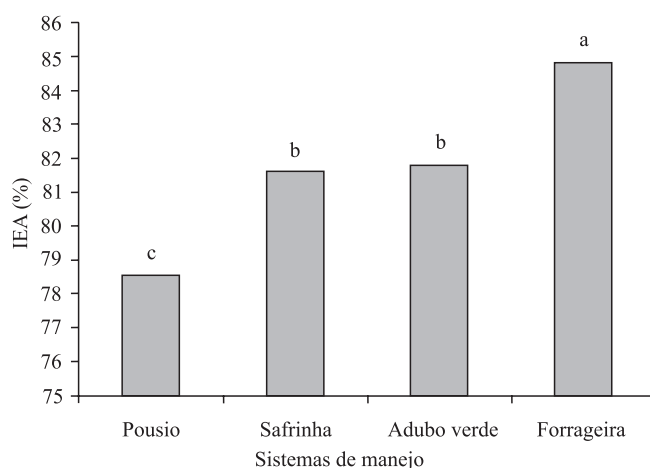 86
85
84
83
82
81
80
79
78
77
76
75
IEA (%)
c
b
b
a
Pousio Safrinha Adubo verde Forrageira
Sistemas de manejo